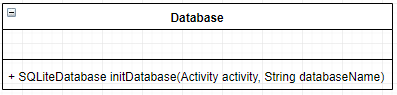 Database
+ SQLiteDatabase initDatabase(Activity activity, String databaseName)